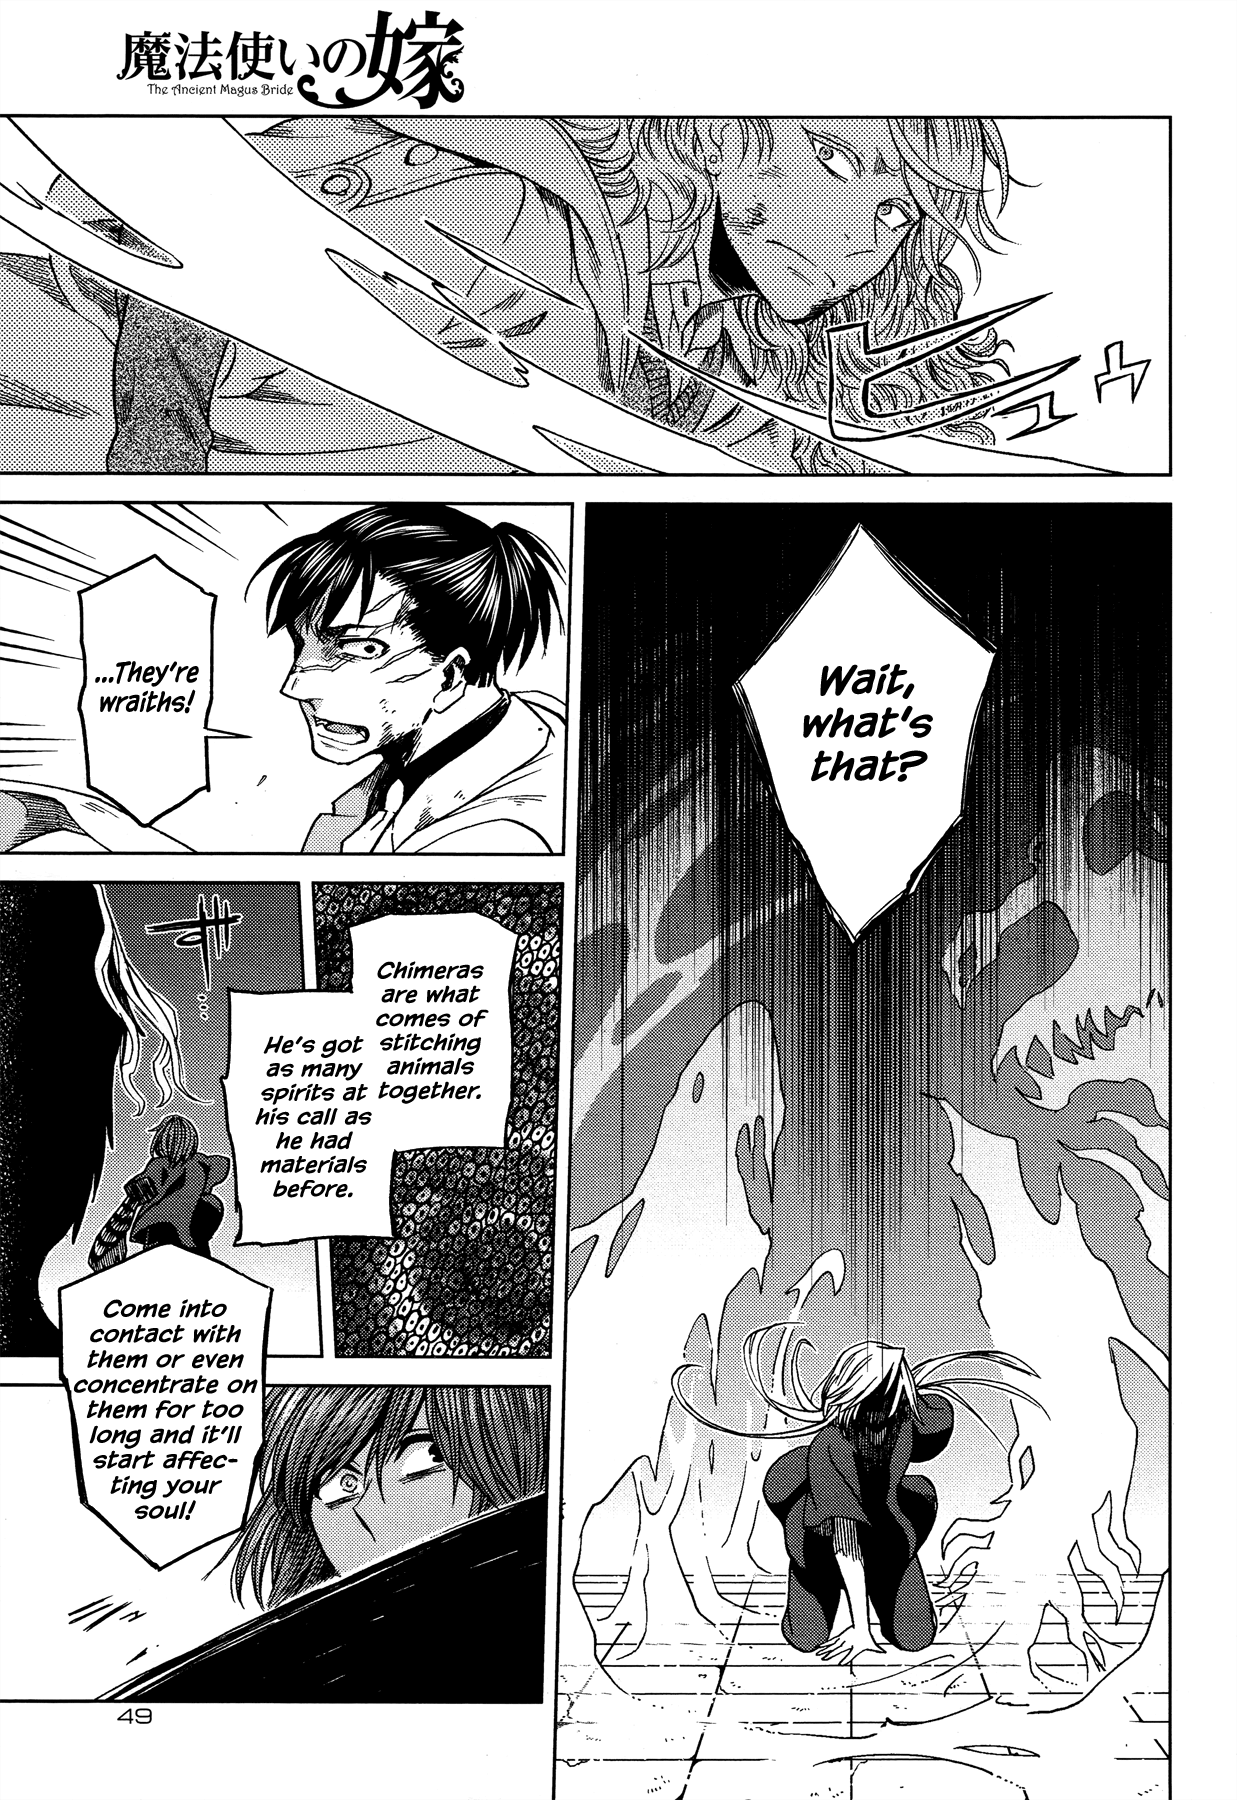 魔法使いの嫁
The Ancient Magus Bride
ビュゥ
Wait,
what's
that?
...They're
wraiths!
Chimeras
are what
comes of
stitching
animals
together.
He's got
as many
spirits at
his call as
he had
materials
before.
Come into
contact with
them or even
concentrate on
them for too
long and it'll
start affec-
ting your
soul!
49